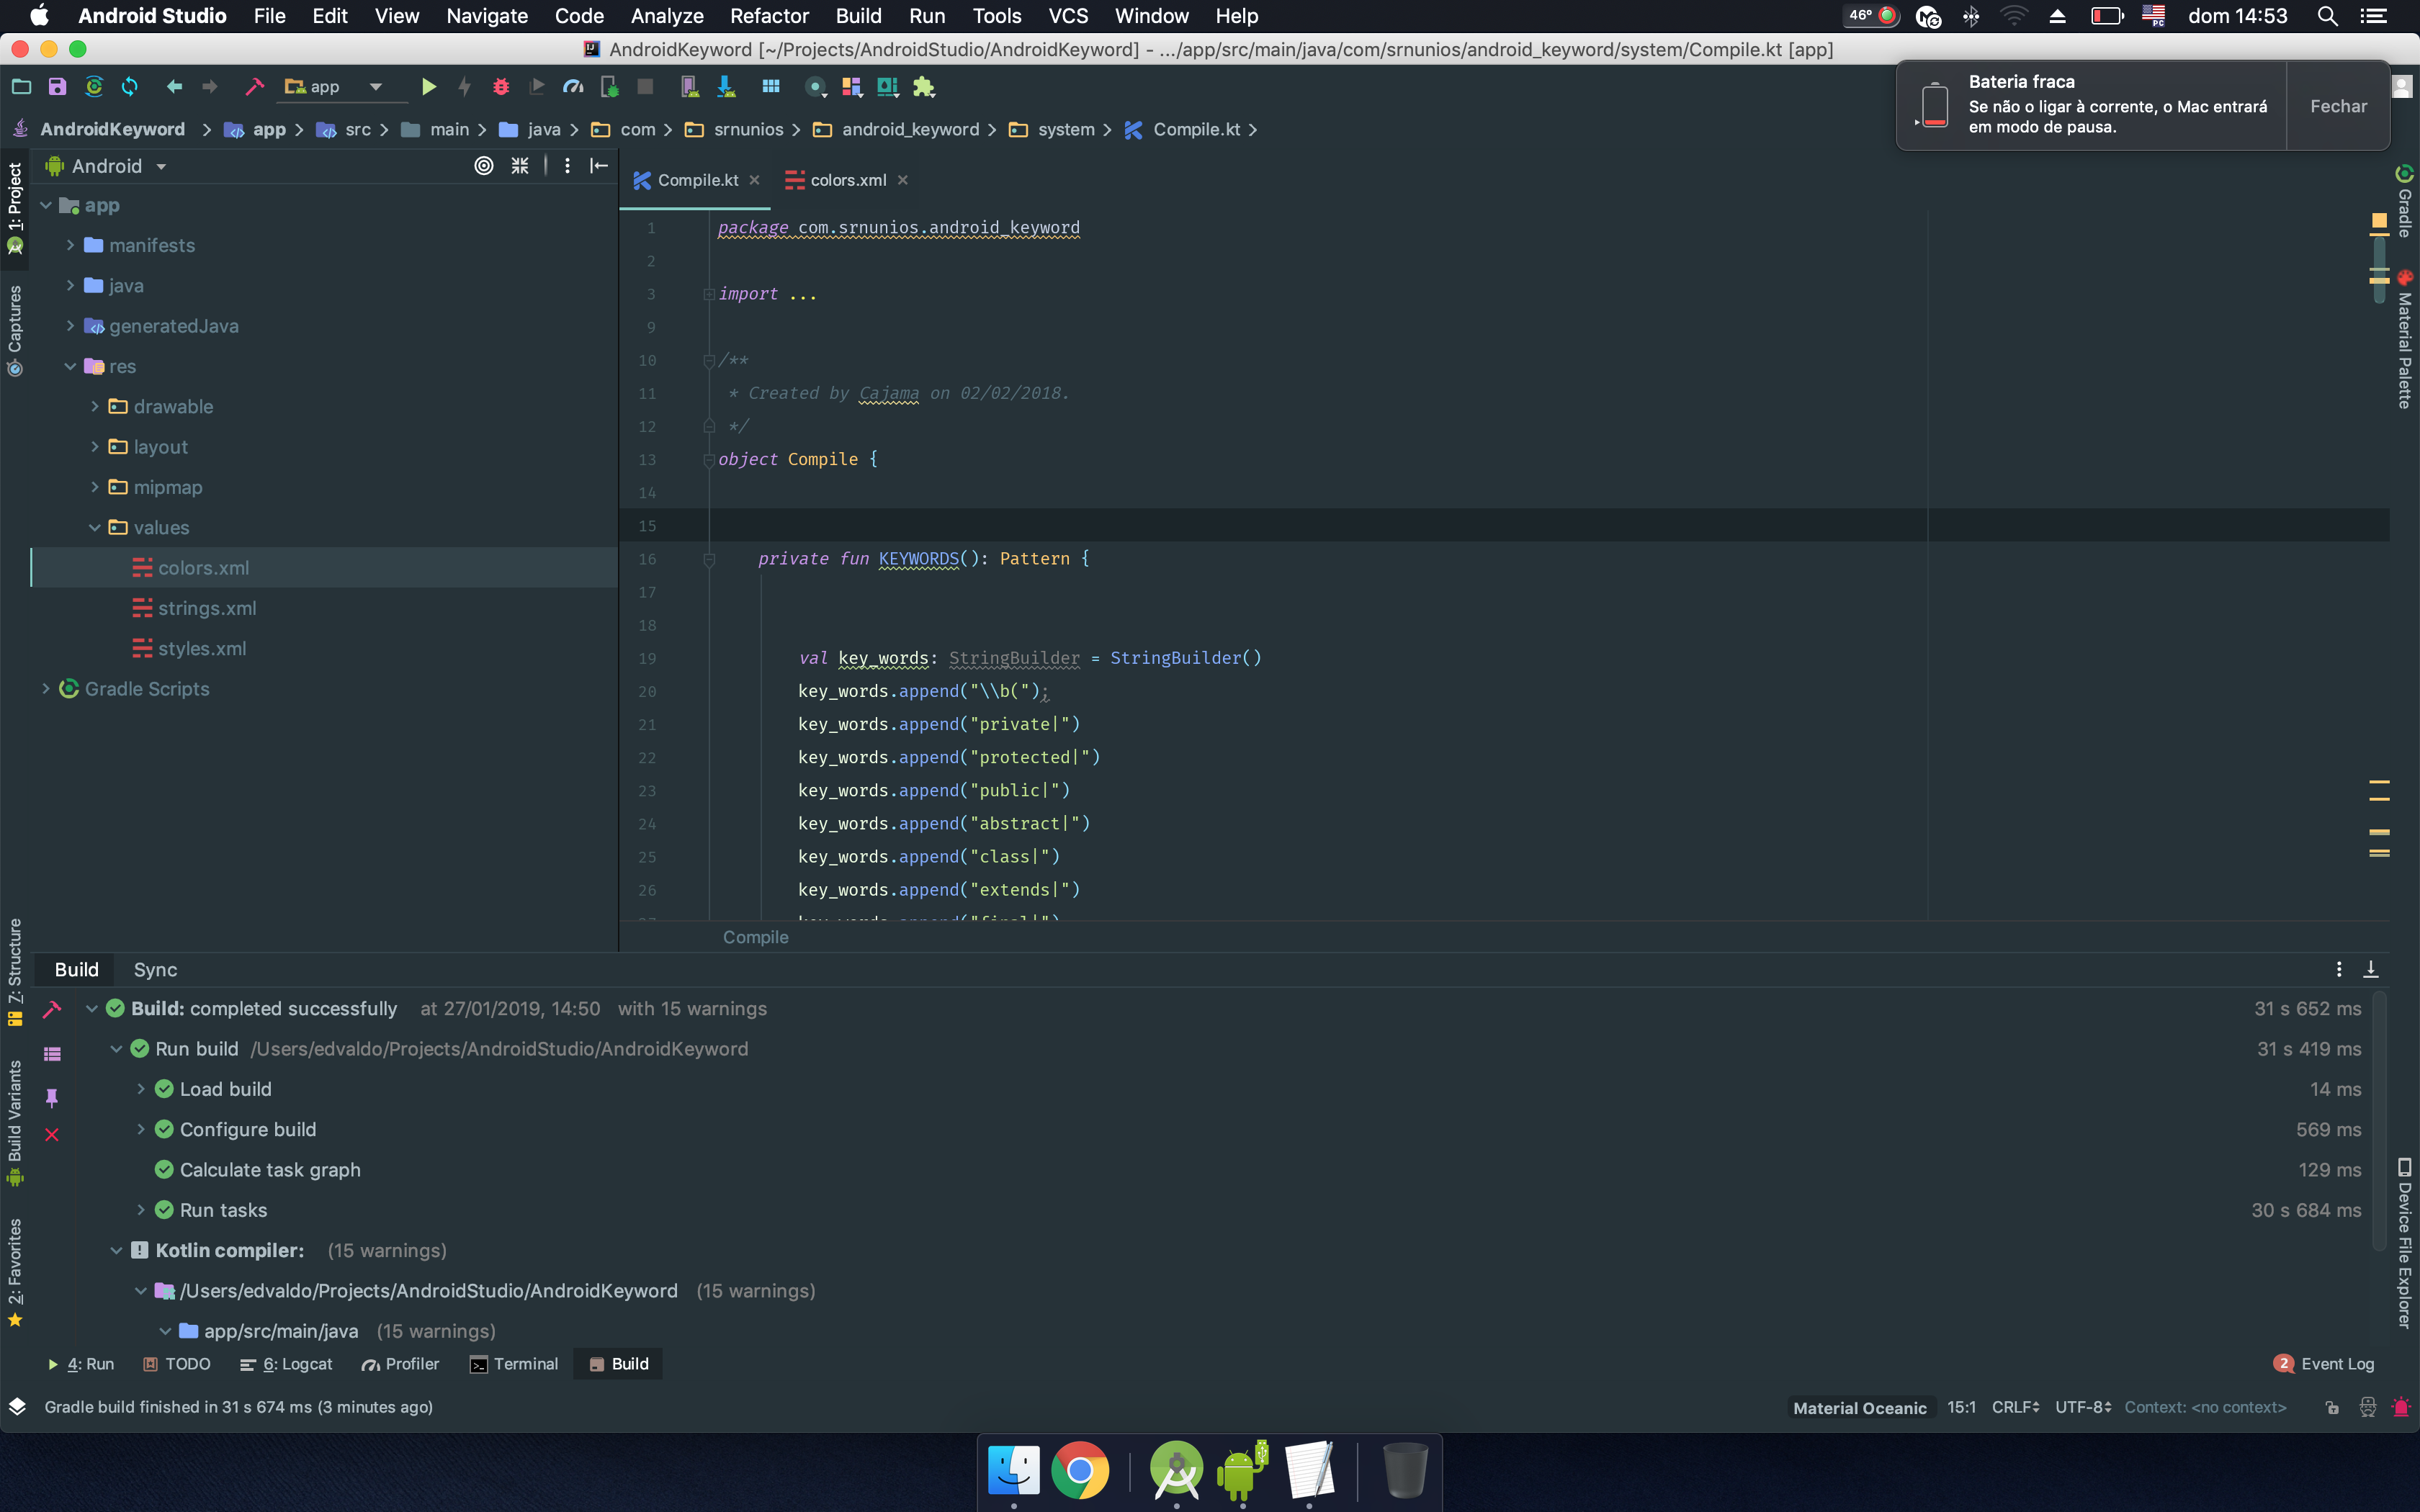 Android Studio File Edit View Navigate Code Analyze Refactor Build Run Tools VCS Window Help 46° PC dom 14:53
AndroidKeyword [~/Projects/AndroidStudio/AndroidKeyword] - .../app/src/main/java/com/srnunios/android_keyword/system/Compile.kt [app]
app
Bateria fraca
Se não o ligar à corrente, o Mac entrará
em modo de pausa.
Fechar
AndroidKeyword app src main java com srnunios android_keyword system Compile.kt
Android
Compile.kt colors.xml
1: Project
Captures
7: Structure
Build Variants
2: Favorites
Gradle
Material Palette
Device File Explorer
app
manifests
java
generatedJava
res
drawable
layout
mipmap
values
colors.xml
strings.xml
styles.xml
Gradle Scripts
1 package com.srnunios.android_keyword
2
3 import ...
9
10 /**
11 * Created by Cajama on 02/02/2018.
12 */
13 object Compile {
14
15
16 private fun KEYWORDS(): Pattern {
17
18
19 val key_words: StringBuilder = StringBuilder()
20 key_words.append("\\b(");
21 key_words.append("private|")
22 key_words.append("protected|")
23 key_words.append("public|")
24 key_words.append("abstract|")
25 key_words.append("class|")
26 key_words.append("extends|")
27 key_words.append("final|")
Compile
Build Sync
Build: completed successfully at 27/01/2019, 14:50 with 15 warnings 31 s 652 ms
Run build /Users/edvaldo/Projects/AndroidStudio/AndroidKeyword 31 s 419 ms
Load build 14 ms
Configure build 569 ms
Calculate task graph 129 ms
Run tasks 30 s 684 ms
Kotlin compiler: (15 warnings)
/Users/edvaldo/Projects/AndroidStudio/AndroidKeyword (15 warnings)
app/src/main/java (15 warnings)
4: Run TODO 6: Logcat Profiler Terminal Build 2 Event Log
Gradle build finished in 31 s 674 ms (3 minutes ago) Material Oceanic 15:1 CRLF UTF-8 Context: <no context>